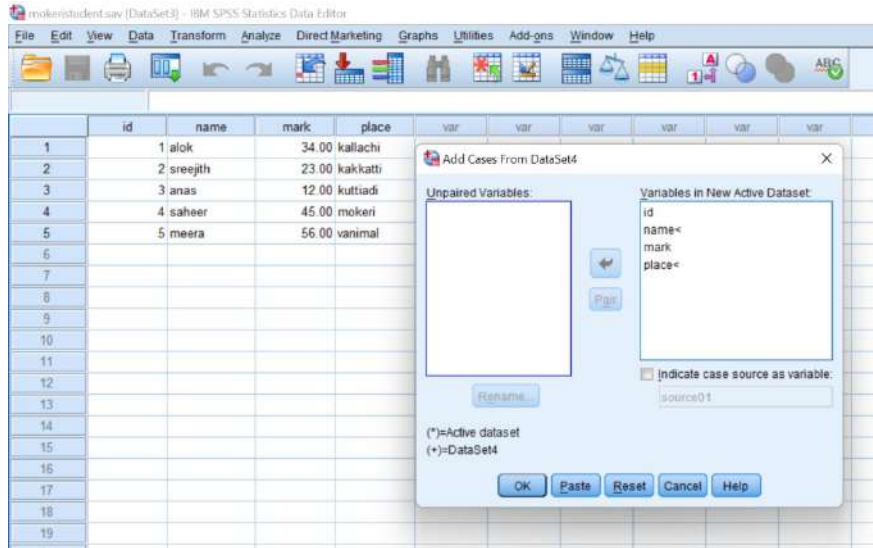 mokeristudent.sav [DataSet3] - IBM SPSS Statistics Data Editor
File Edit View Data Transform Analyze Direct Marketing Graphs Utilities Add-ons Window Help
A
14
ABC
id name mark place var var var var var var
1 1 alok 34.00 kallachi
2 2 sreejith 23.00 kakkatti
3 3 anas 12.00 kuttiadi
4 4 saheer 45.00 mokeri
5 5 meera 56.00 vanimal
6
7
8
9
10
11
12
13
14
15
16
17
18
19
Add Cases From DataSet4
Unpaired Variables:
Variables in New Active Dataset:
id
name<
mark
place<
Pair
Indicate case source as variable:
source01
Rename...
(*)=Active dataset
(+)=DataSet4
OK Paste Reset Cancel Help